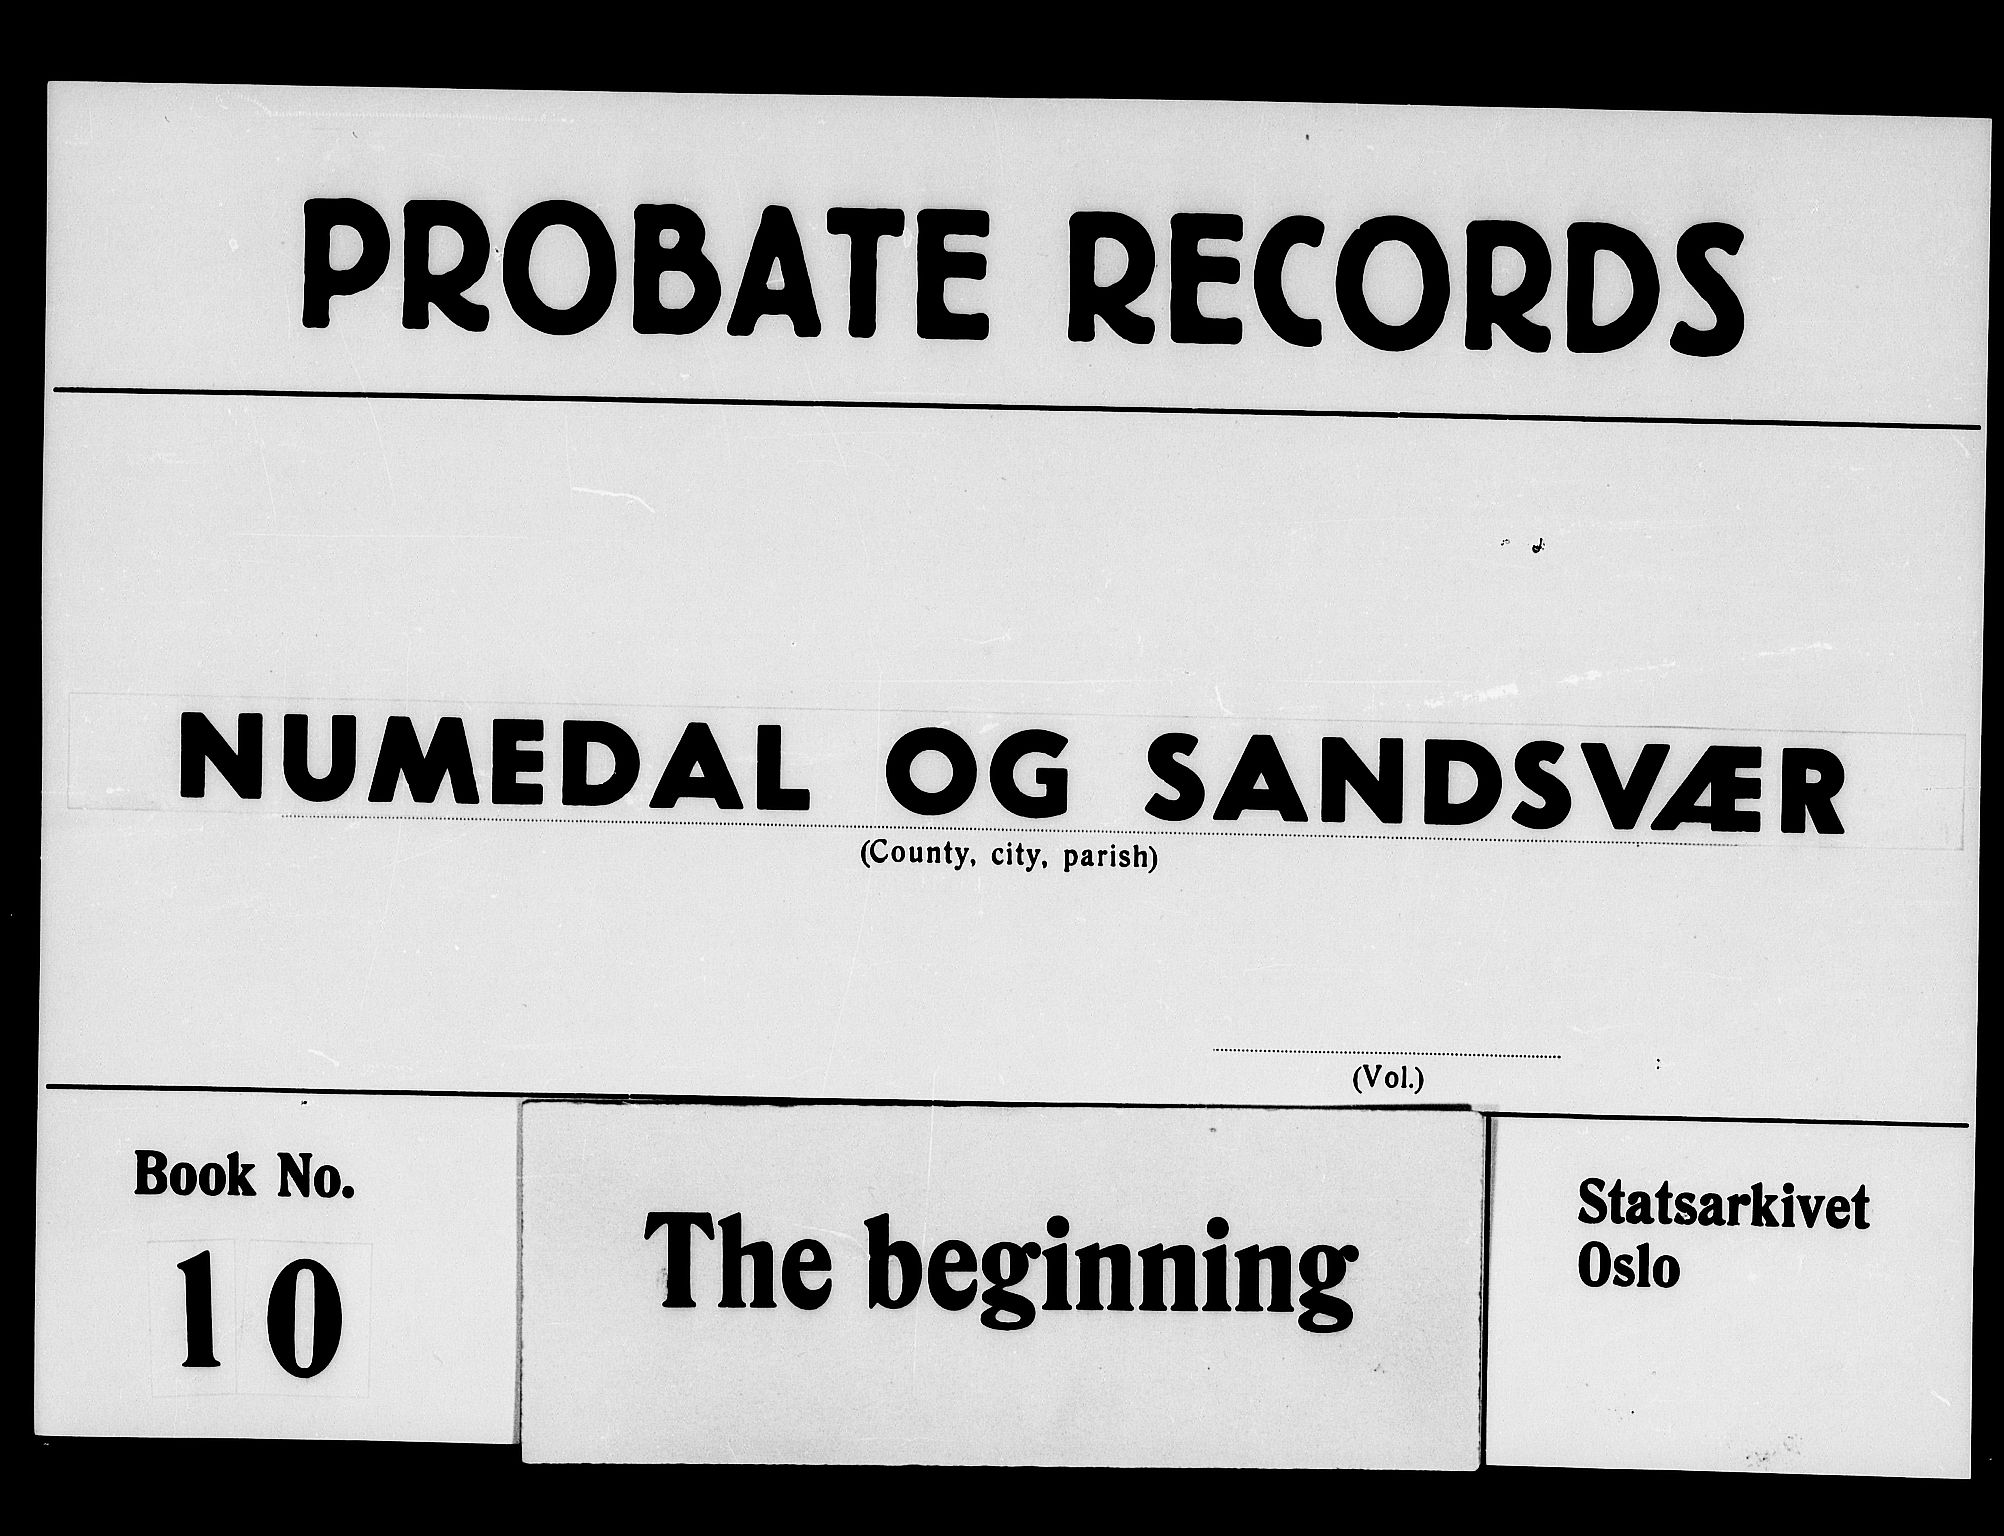 PROBATE RECORDS
NUMEDAL OG SANDSVÆR
(County, city, parish)
(Vol.)
Book No.
10
The beginning
Statsarkivet
Oslo